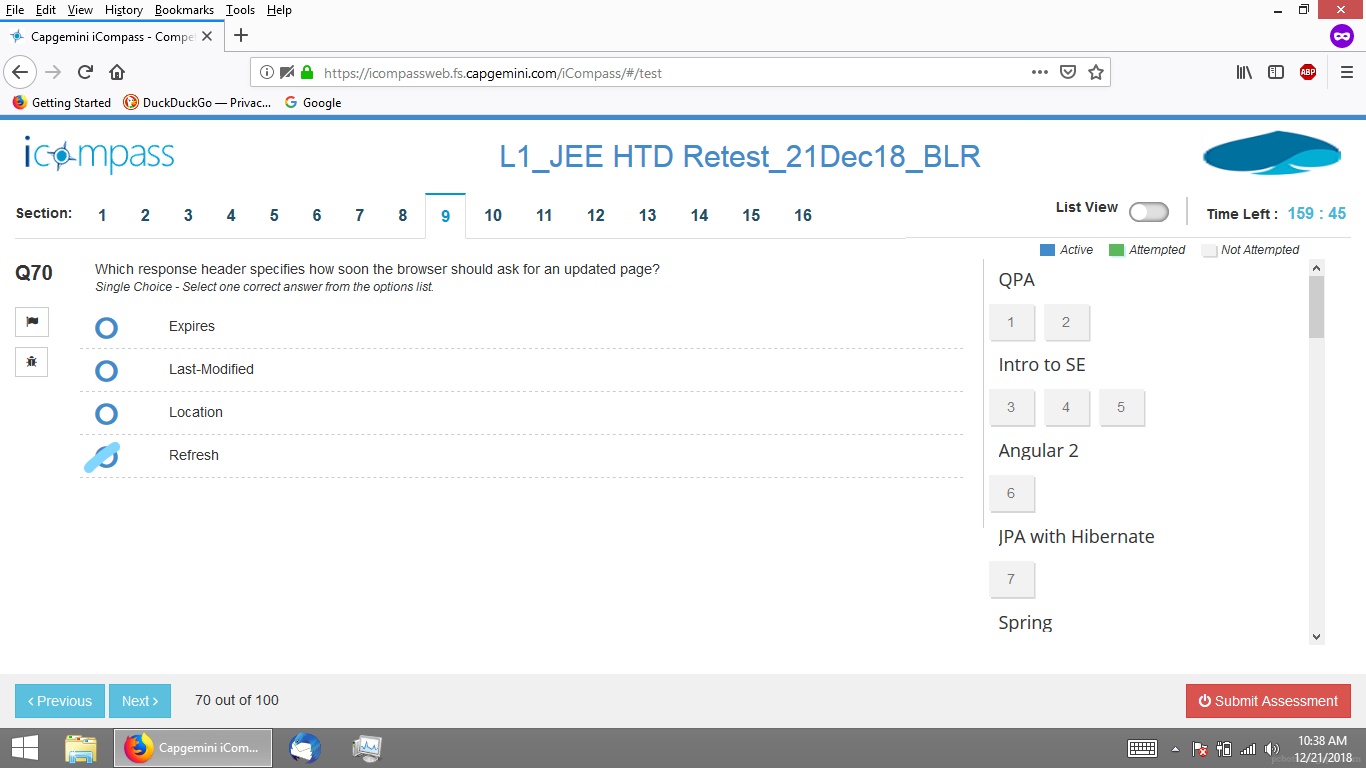 File Edit View History Bookmarks Tools Help
Capgemini iCompass - Compe
https://icompassweb.fs.capgemini.com/iCompass/#/test
ABP
Getting Started DuckDuckGo — Privac... Google
icompass
L1_JEE HTD Retest_21Dec18_BLR
Section: 1 2 3 4 5 6 7 8 9 10 11 12 13 14 15 16
List View Time Left : 159 : 45
Active Attempted Not Attempted
Q70 Which response header specifies how soon the browser should ask for an updated page?
Single Choice - Select one correct answer from the options list.
Expires
Last-Modified
Location
Refresh
QPA
1 2
Intro to SE
3 4 5
Angular 2
6
JPA with Hibernate
7
Spring
Previous Next 70 out of 100 Submit Assessment
Capgemini iCom...
10:38 AM
12/21/2018